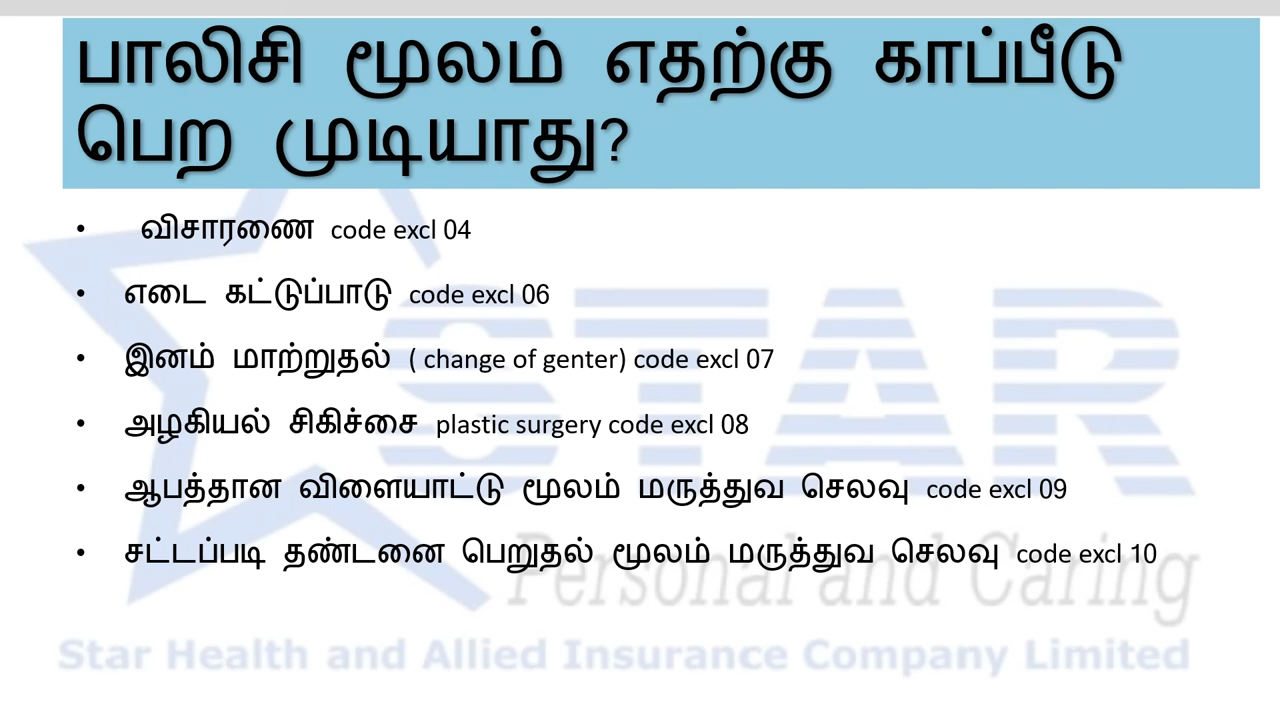 பாலிசி மூலம் எதற்கு காப்பீடு
பெற முடியாது?
• விசாரணை code excl 04
• எடை கட்டுப்பாடு code excl 06
• இனம் மாற்றுதல் ( change of genter) code excl 07
• அழகியல் சிகிச்சை plastic surgery code excl 08
• ஆபத்தான விளையாட்டு மூலம் மருத்துவ செலவு code excl 09
• சட்டப்படி தண்டனை பெறுதல் மூலம் மருத்துவ செலவு code excl 10
STAR
Personal and Caring
Star Health and Allied Insurance Company Limited